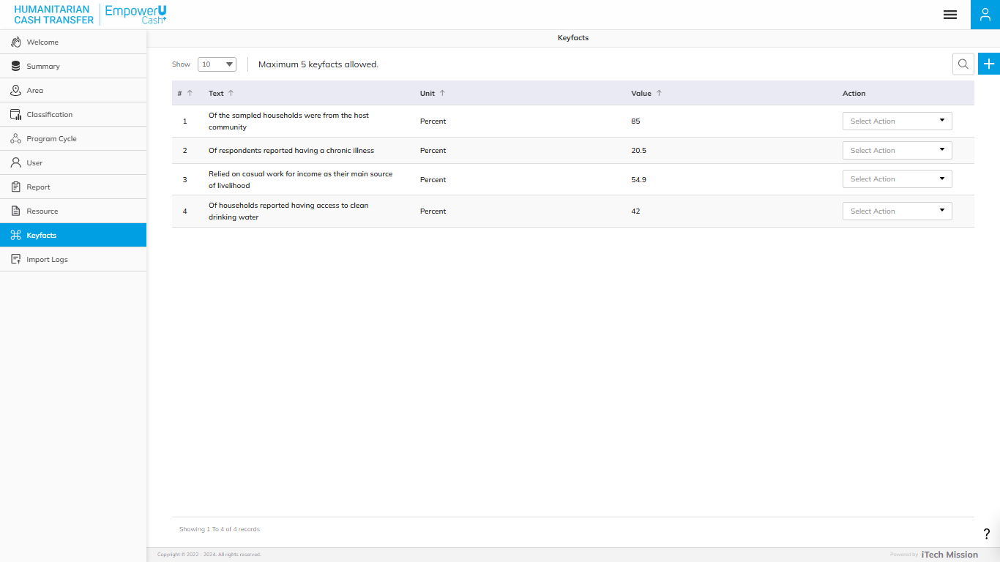 HUMANITARIAN
CASH TRANSFER
EmpowerU
Cash+
Welcome
Summary
Area
Classification
Program Cycle
User
Report
Resource
Keyfacts
Import Logs
Keyfacts
Show 10 Maximum 5 keyfacts allowed.
# Text Unit Value Action
1 Of the sampled households were from the host
community Percent 85 Select Action
2 Of respondents reported having a chronic illness Percent 20.5 Select Action
3 Relied on casual work for income as their main source
of livelihood Percent 54.9 Select Action
4 Of households reported having access to clean
drinking water Percent 42 Select Action
Showing 1 To 4 of 4 records
?
Copyright © 2022 - 2024. All rights reserved.
Powered by iTech Mission